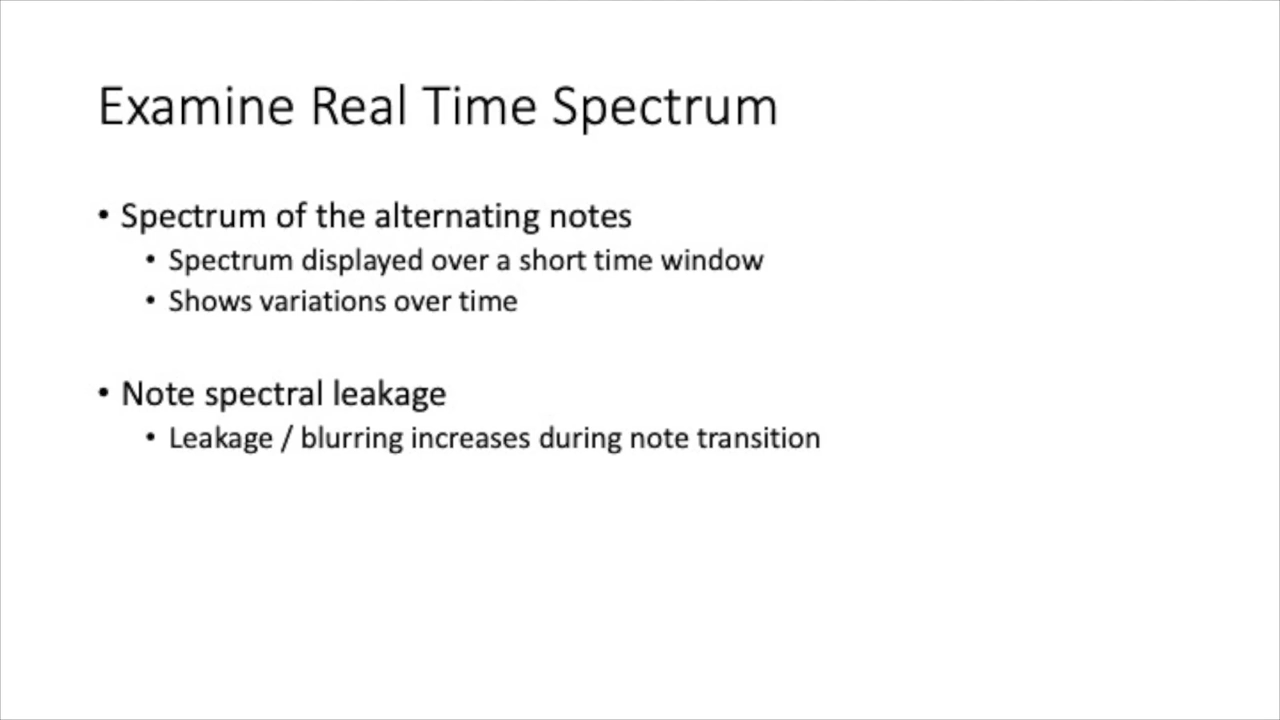 Examine Real Time Spectrum
• Spectrum of the alternating notes
• Spectrum displayed over a short time window
• Shows variations over time
• Note spectral leakage
• Leakage / blurring increases during note transition